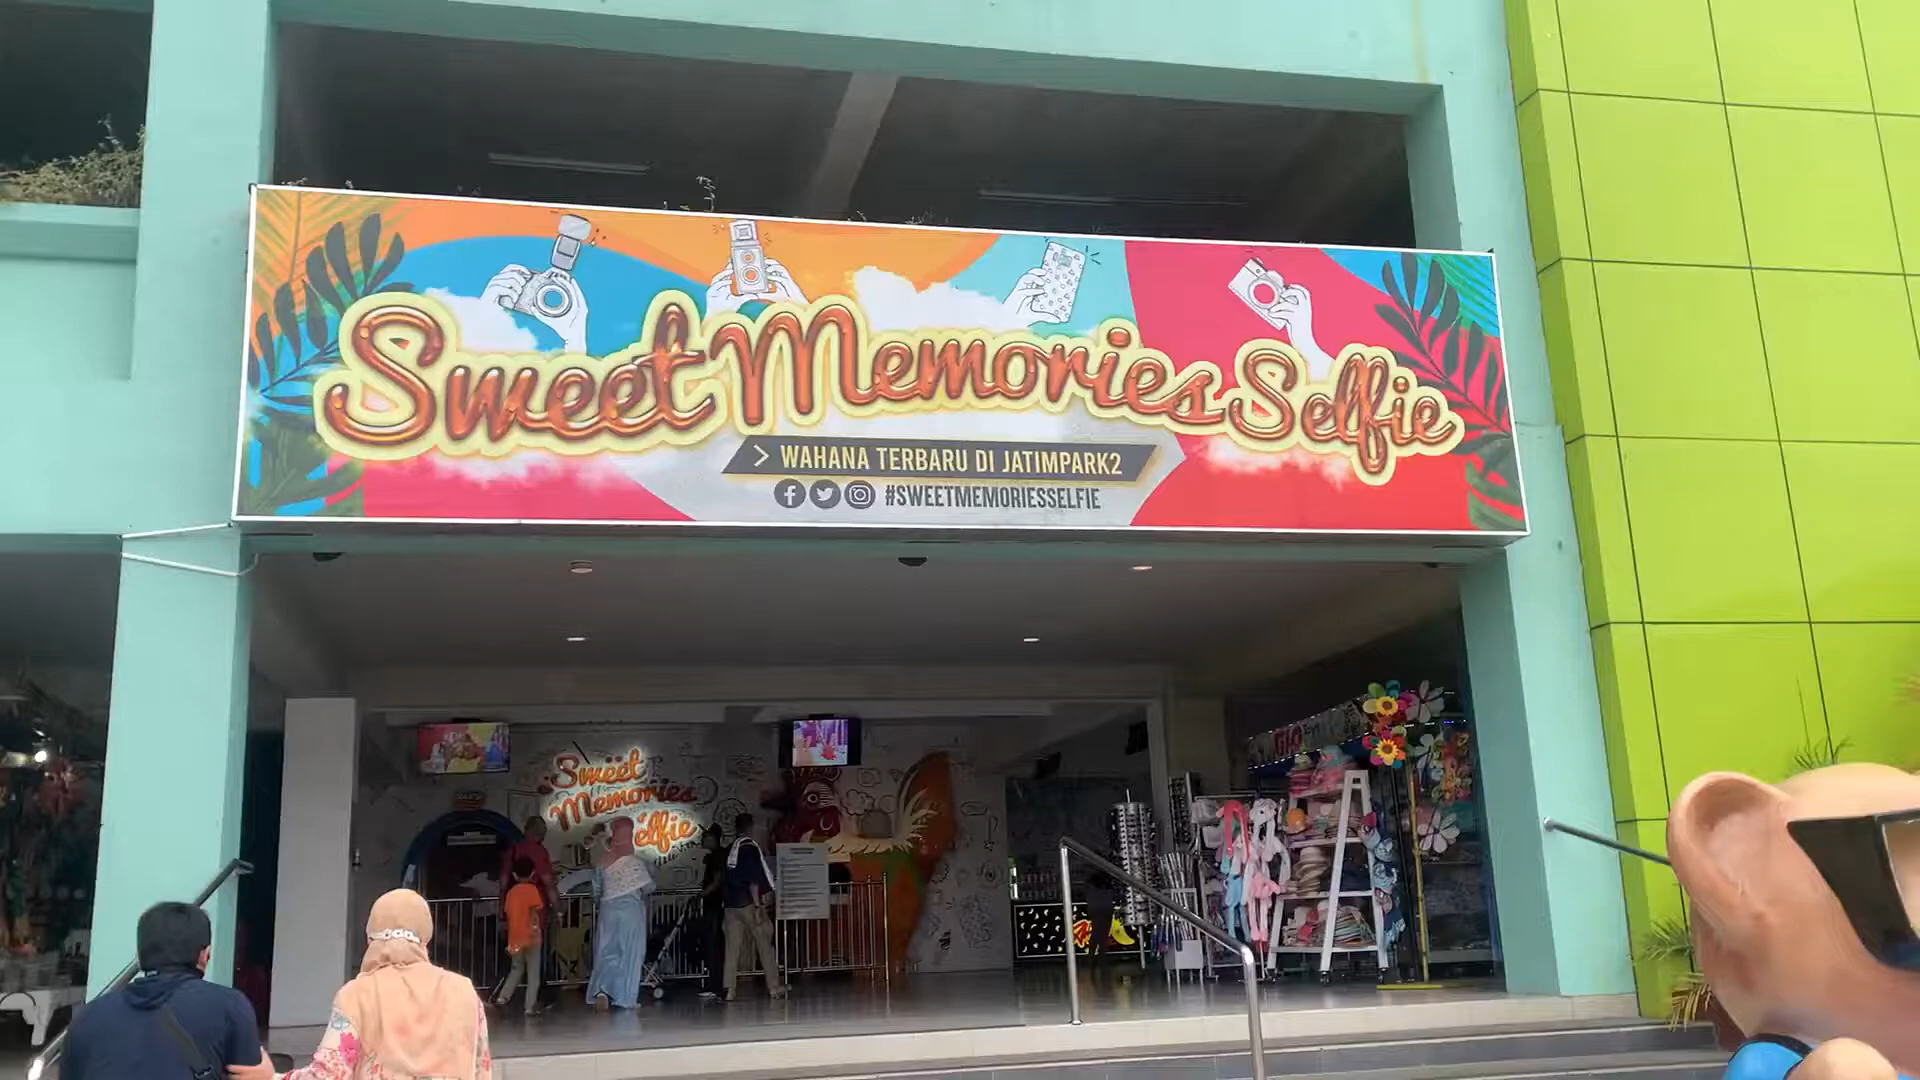 Sweet Memories Selfie
> WAHANA TERBARU DI JATIMPARK2
#SWEETMEMORIESSELFIE
Sweet
Memories
Selfie